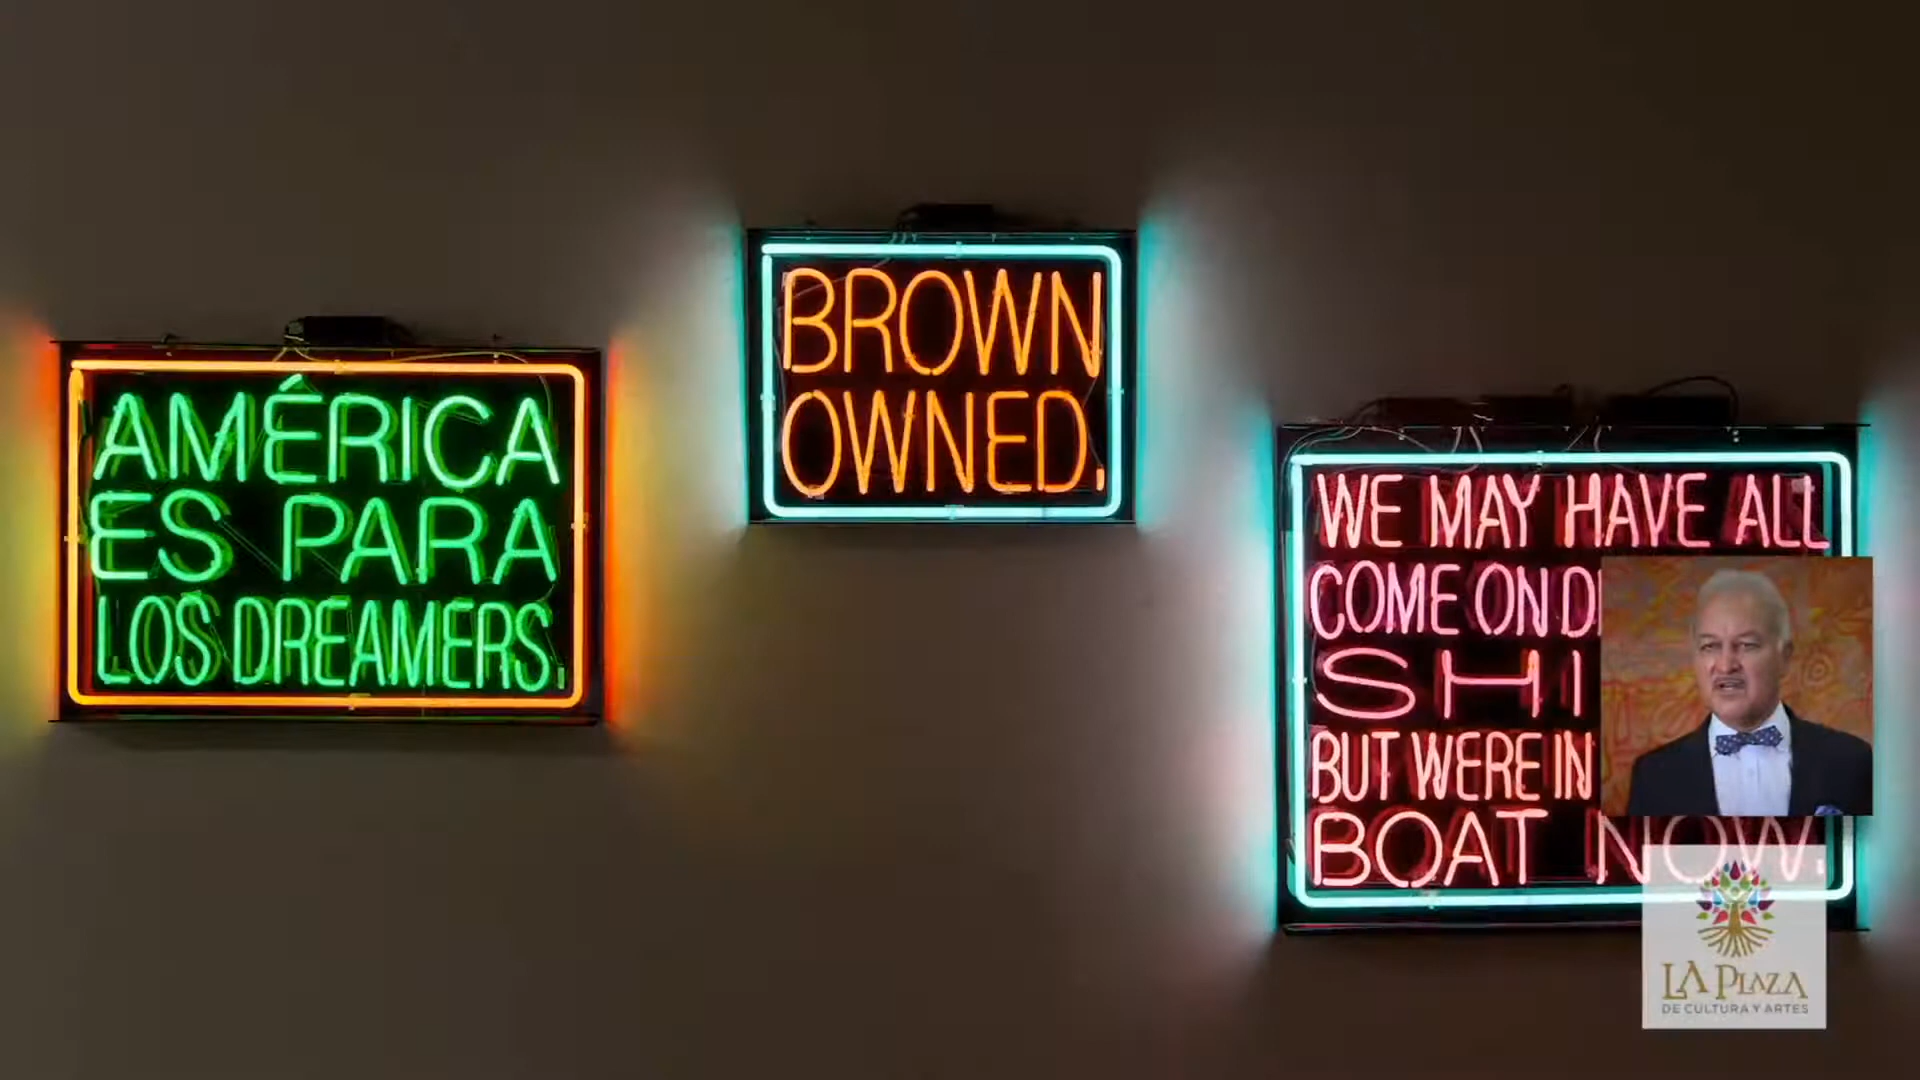 AMÉRICA
ES PARA
LOS DREAMERS.
BROWN
OWNED.
WE MAY HAVE ALL
COME ON
SHI
BUT WERE IN
BOAT NOW.
LA PLAZA
DE CULTURA Y ARTES